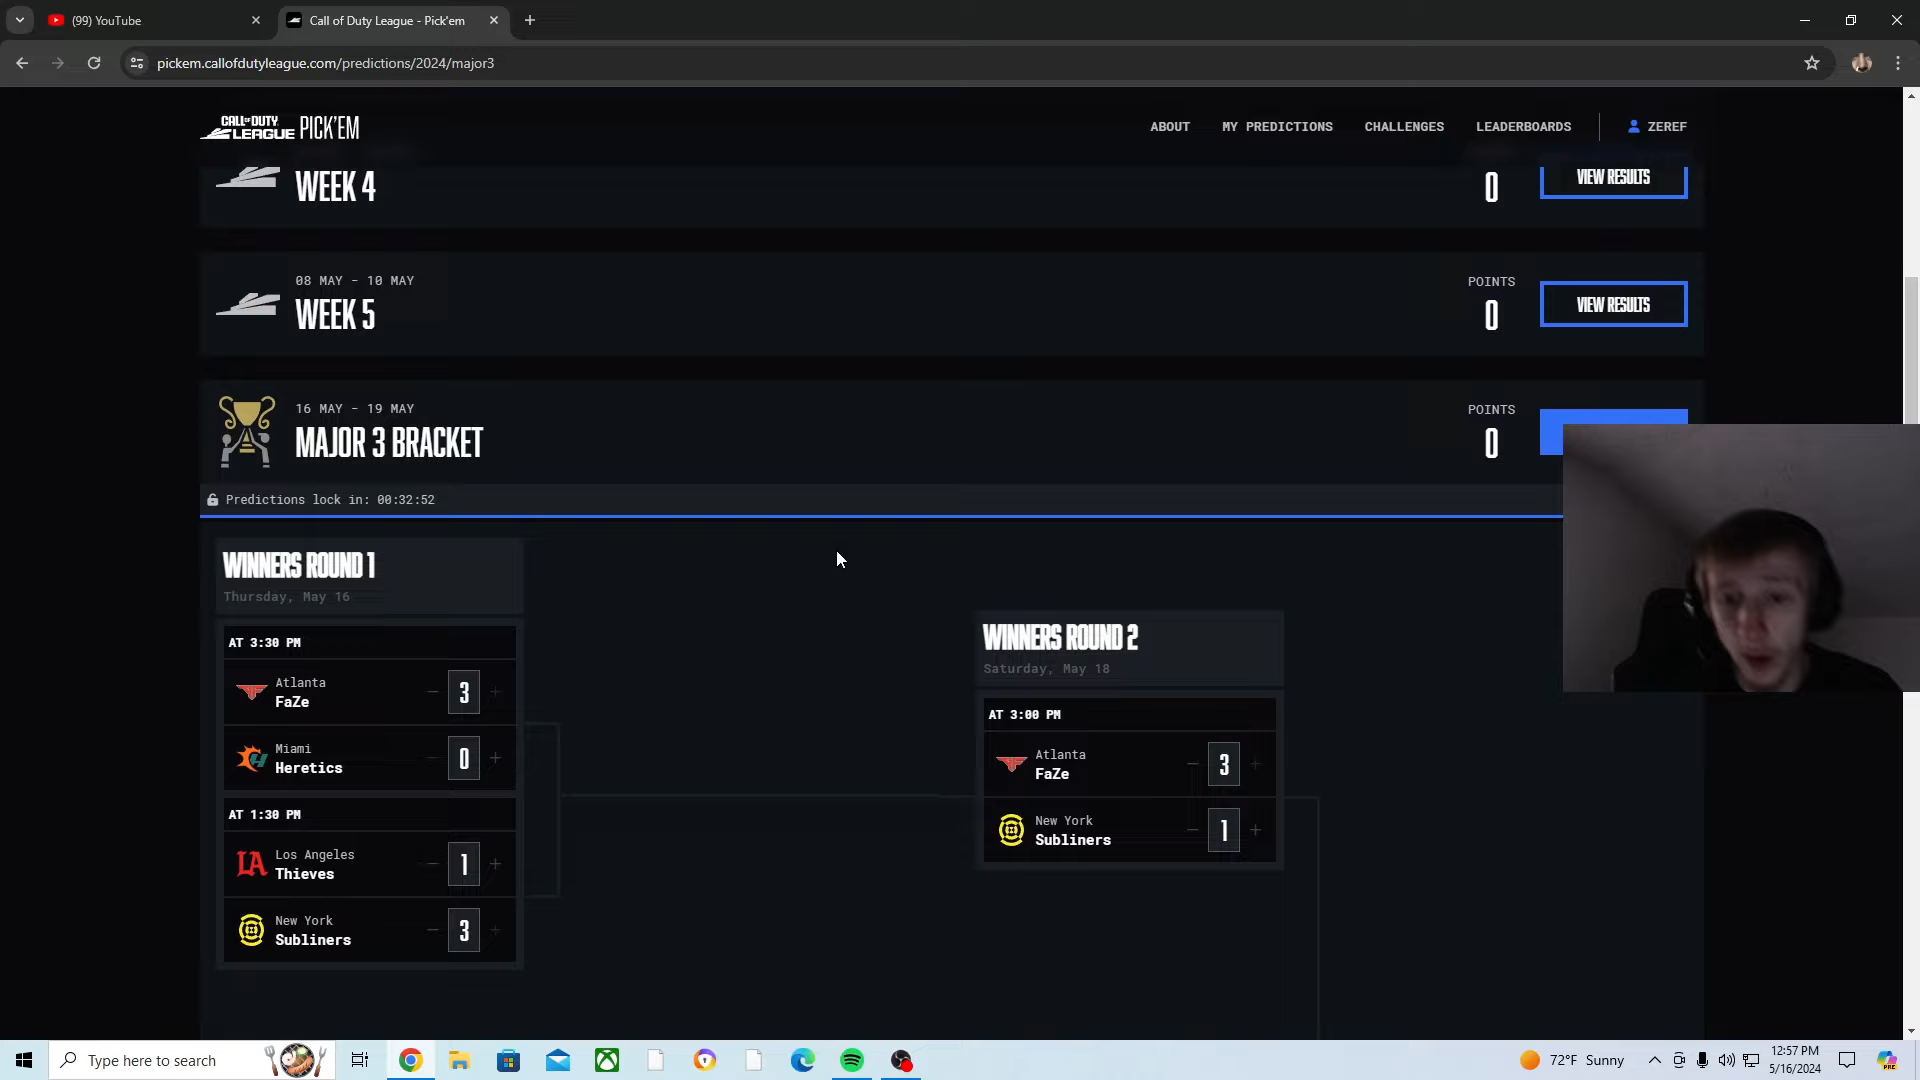 (99) YouTube
Call of Duty League - Pick'em
pickem.callofdutyleague.com/predictions/2024/major3
CALL OF DUTY LEAGUE PICK'EM
ABOUT
MY PREDICTIONS
CHALLENGES
LEADERBOARDS
ZEREF
WEEK 4
0
VIEW RESULTS
08 MAY - 10 MAY
WEEK 5
POINTS
0
VIEW RESULTS
16 MAY - 19 MAY
MAJOR 3 BRACKET
POINTS
0
Predictions lock in: 00:32:52
WINNERS ROUND 1
Thursday, May 16
AT 3:30 PM
Atlanta
FaZe
3
Miami
Heretics
0
AT 1:30 PM
LA
Los Angeles
Thieves
1
New York
Subliners
3
WINNERS ROUND 2
Saturday, May 18
AT 3:00 PM
Atlanta
FaZe
3
New York
Subliners
1
Type here to search
72°F Sunny
12:57 PM
5/16/2024
PRE